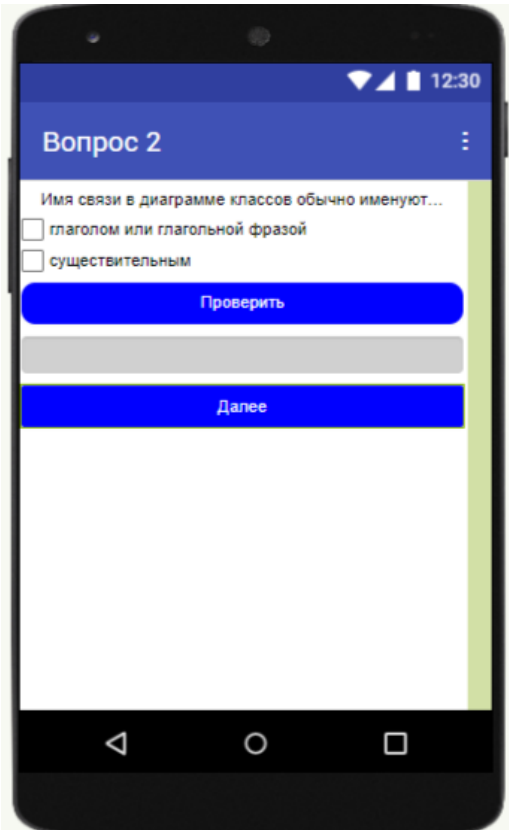 12:30
Вопрос 2
Имя связи в диаграмме классов обычно именуют...
глаголом или глагольной фразой
существительным
Проверить
Далее